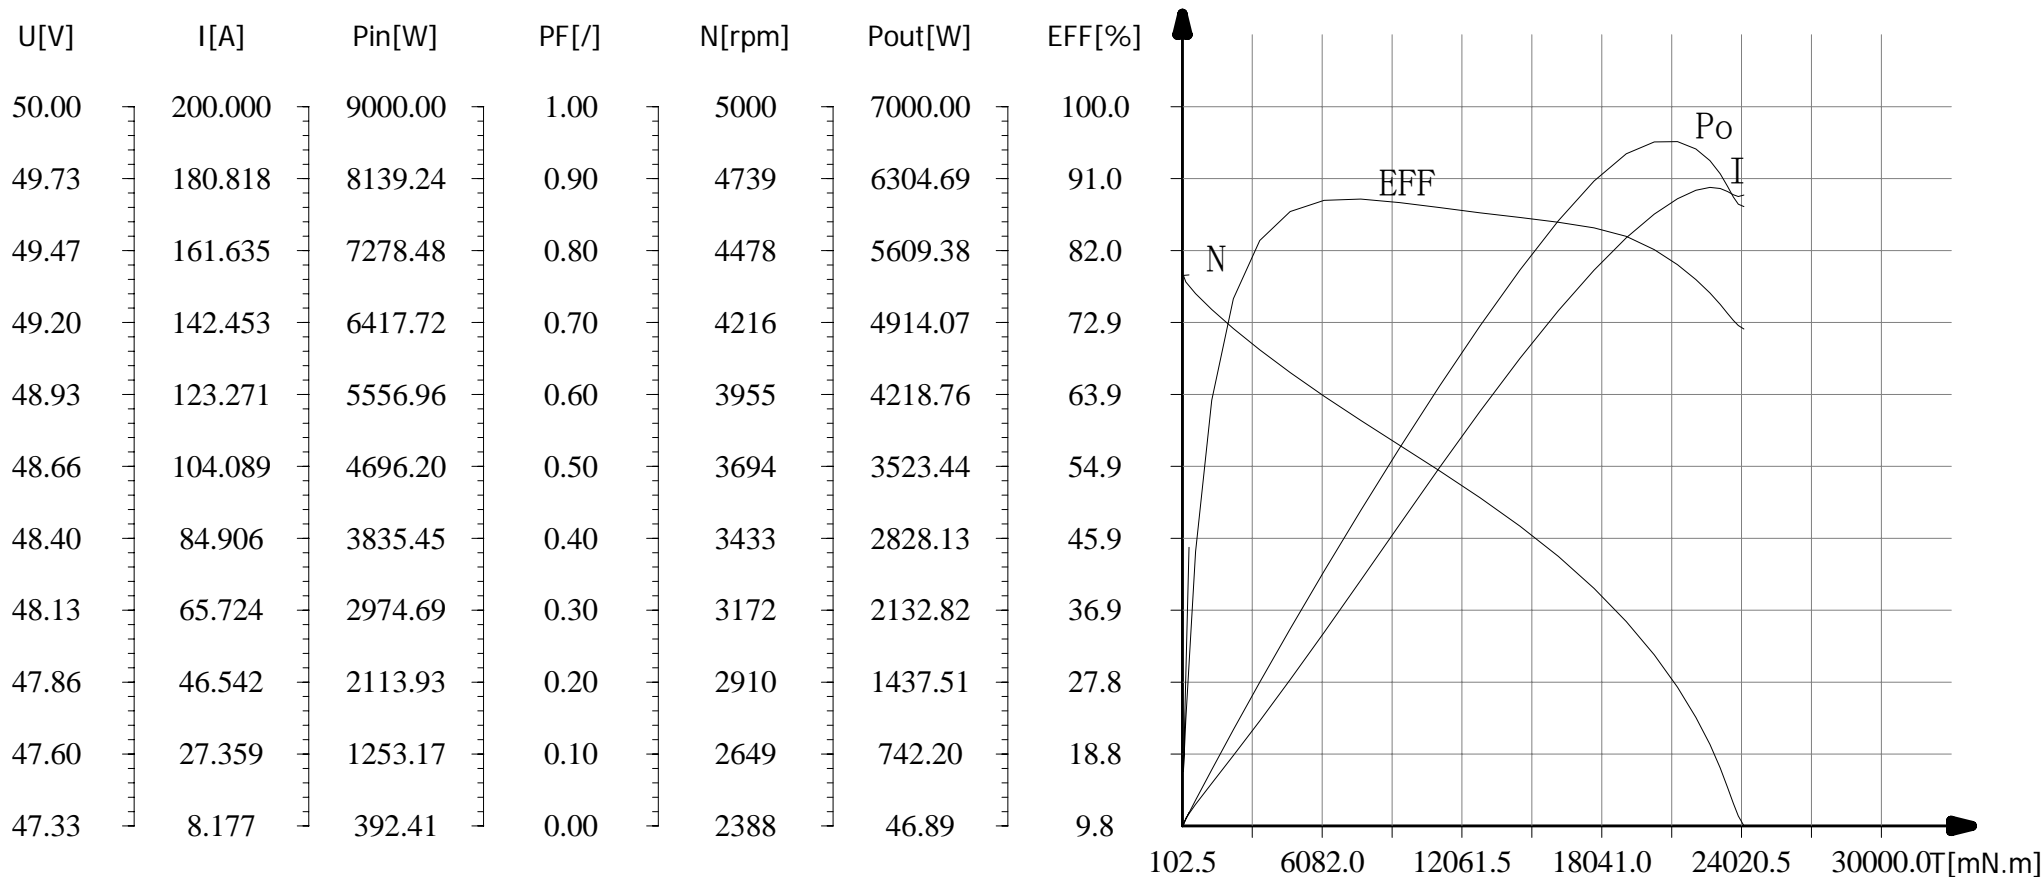 U[V] I[A] Pin[W] PF[/] N[rpm] Pout[W] EFF[%]
50.00 200.000 9000.00 1.00 5000 7000.00 100.0
Po
49.73 180.818 8139.24 0.90 4739 6304.69 91.0
EFF I
49.47 161.635 7278.48 0.80 4478 5609.38 82.0
N
49.20 142.453 6417.72 0.70 4216 4914.07 72.9
48.93 123.271 5556.96 0.60 3955 4218.76 63.9
48.66 104.089 4696.20 0.50 3694 3523.44 54.9
48.40 84.906 3835.45 0.40 3433 2828.13 45.9
48.13 65.724 2974.69 0.30 3172 2132.82 36.9
47.86 46.542 2113.93 0.20 2910 1437.51 27.8
47.60 27.359 1253.17 0.10 2649 742.20 18.8
47.33 8.177 392.41 0.00 2388 46.89 9.8
102.5 6082.0 12061.5 18041.0 24020.5 30000.0 T[mN.m]